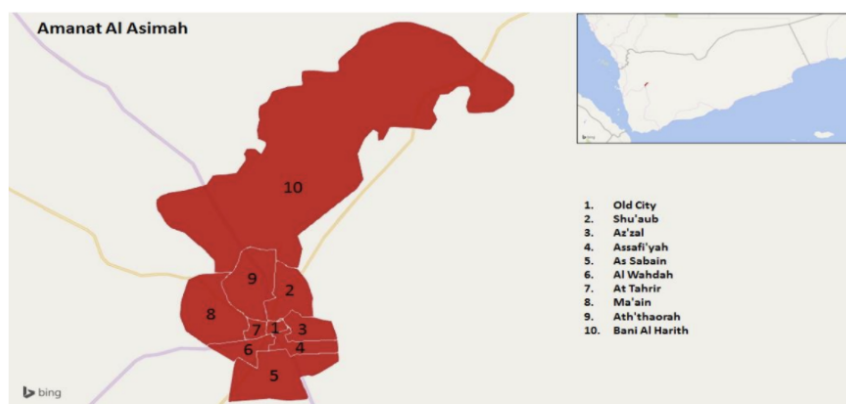 Amanat Al Asimah
bing
10
9
2
8
7
1
3
6
4
5
1. Old City
2 Shu'aub
3. Az'zal
4. Assafi'yah
5. As Sabain
6. Al Wahdah
7. At Tahrir
8. Ma'ain
9. Ath'thaorah
10. Bani Al Harith
bing